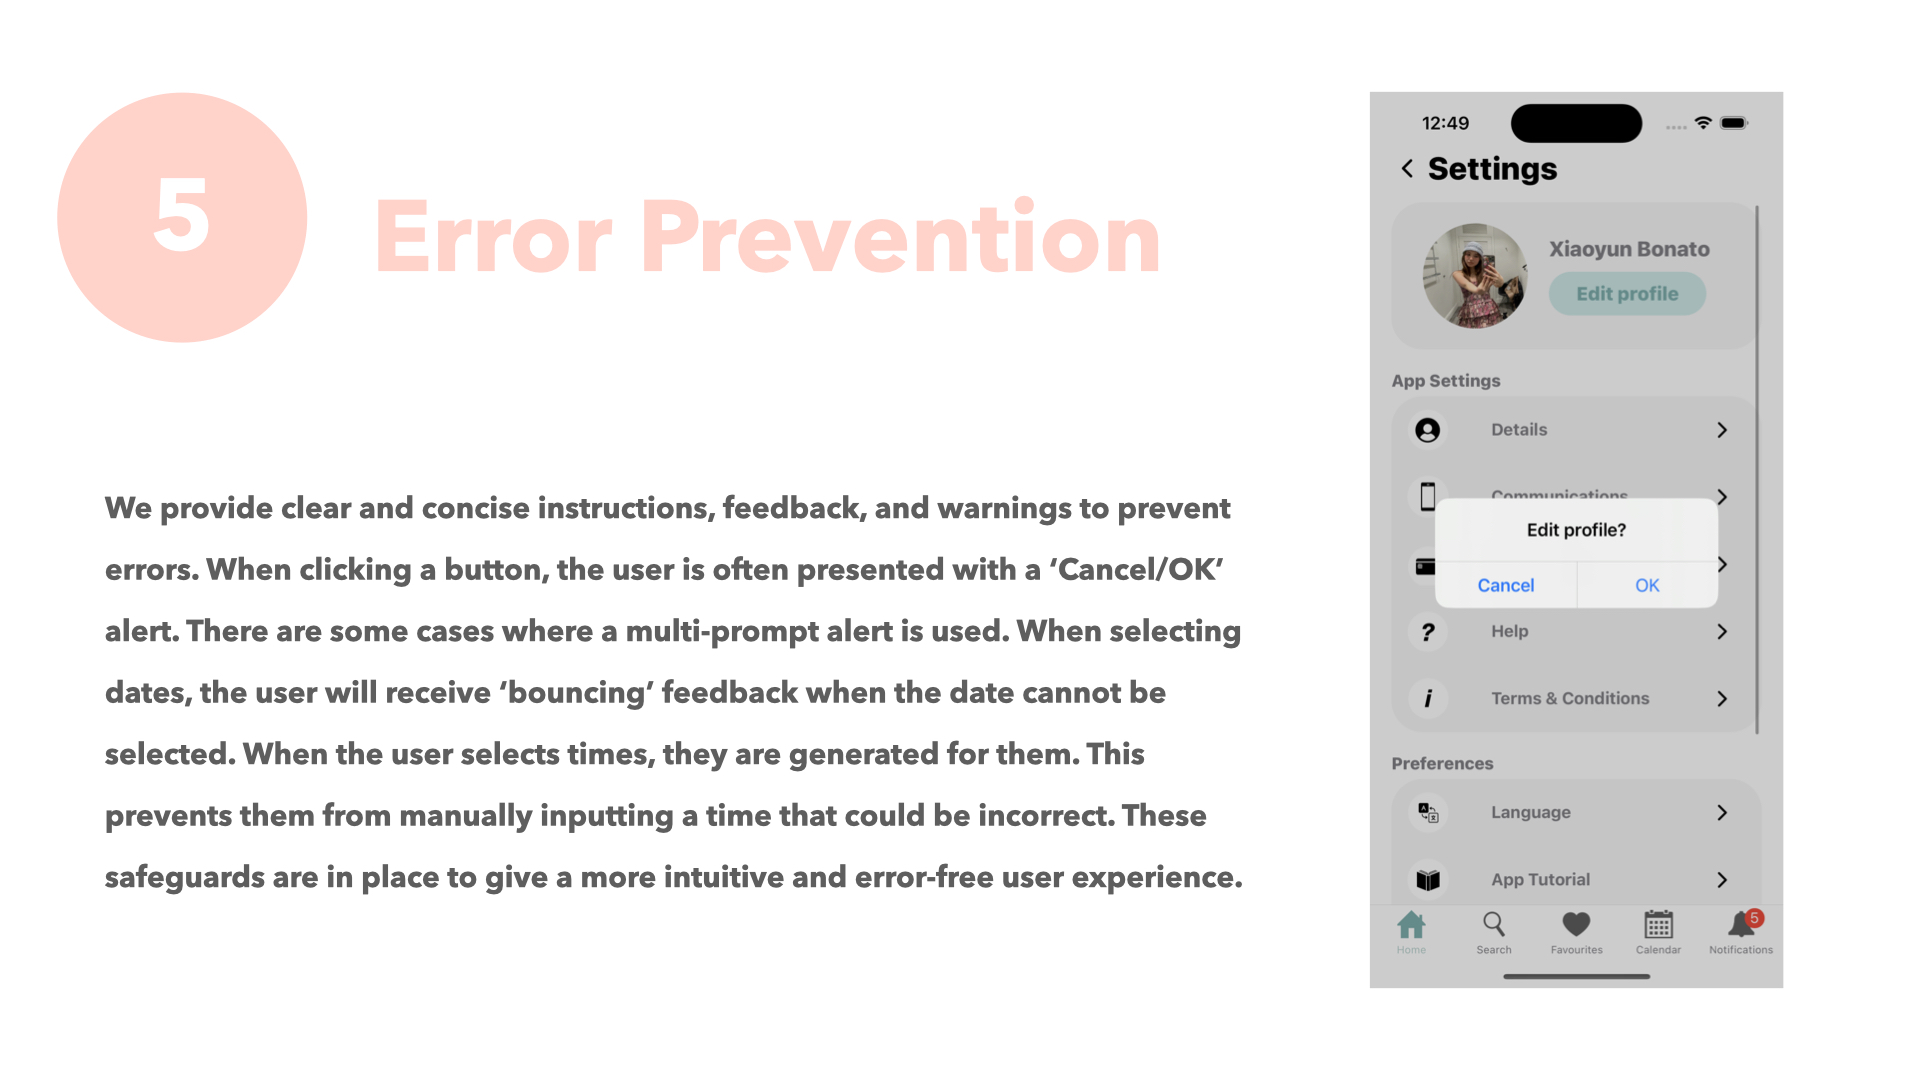 5
Error Prevention
We provide clear and concise instructions, feedback, and warnings to prevent
errors. When clicking a button, the user is often presented with a ‘Cancel/OK’
alert. There are some cases where a multi-prompt alert is used. When selecting
dates, the user will receive ‘bouncing’ feedback when the date cannot be
selected. When the user selects times, they are generated for them. This
prevents them from manually inputting a time that could be incorrect. These
safeguards are in place to give a more intuitive and error-free user experience.
12:49
Settings
Xiaoyun Bonato
Edit profile
App Settings
Details
Communications
Edit profile?
Cancel OK
Help
Terms & Conditions
Preferences
Language
App Tutorial
5
Home Search Favourites Calendar Notifications